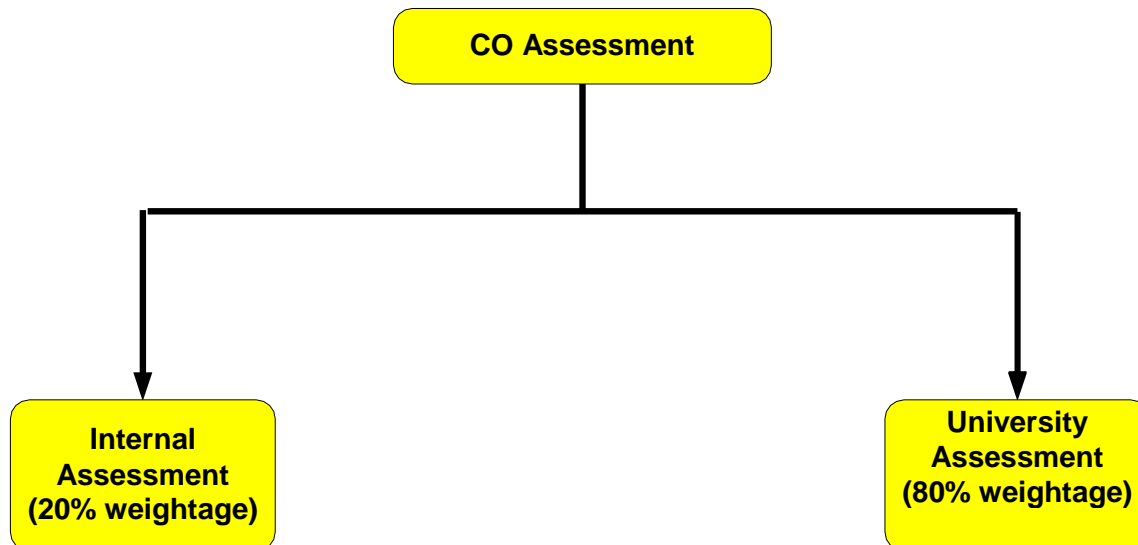 CO Assessment
Internal
Assessment
(20% weightage)
University
Assessment
(80% weightage)